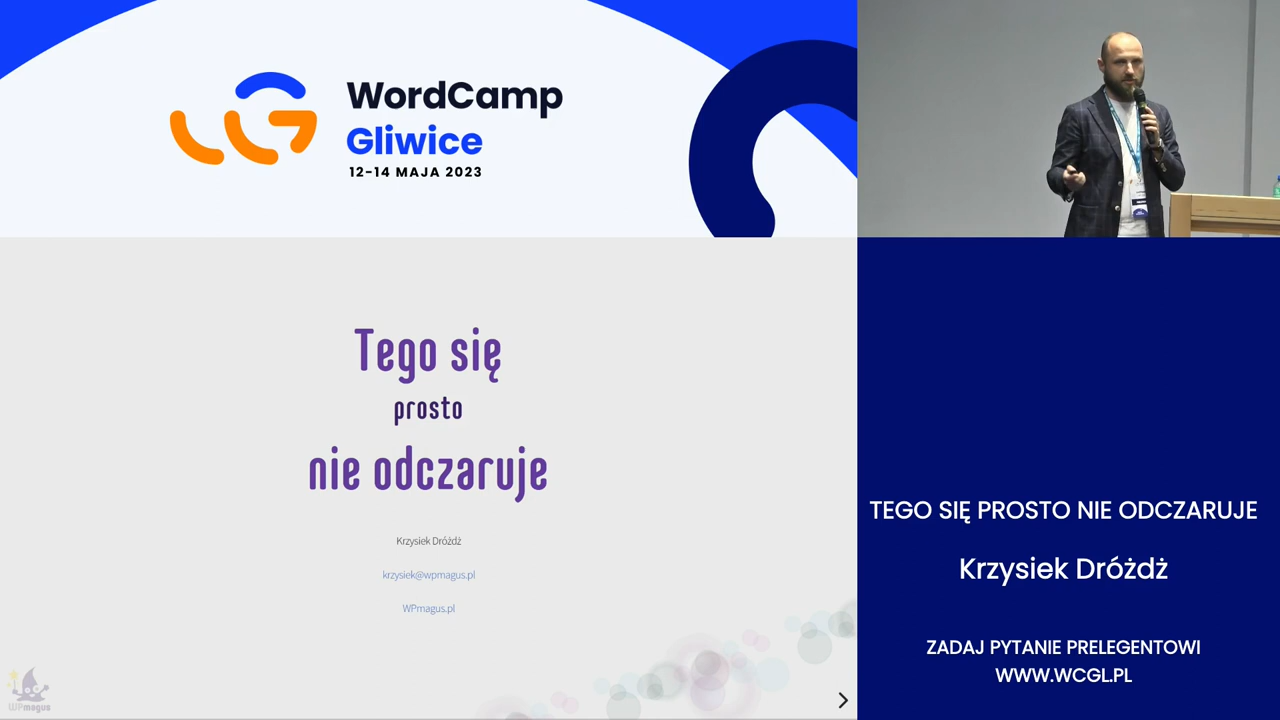 WordCamp
Gliwice
12-14 MAJA 2023
Tego się
prosto
nie odczaruje
Krzysiek Dróżdż
krzysiek@wpmagus.pl
WPmagus.pl
WPmagus
TEGO SIĘ PROSTO NIE ODCZARUJE
Krzysiek Dróżdż
ZADAJ PYTANIE PRELEGENTOWI
WWW.WCGL.PL